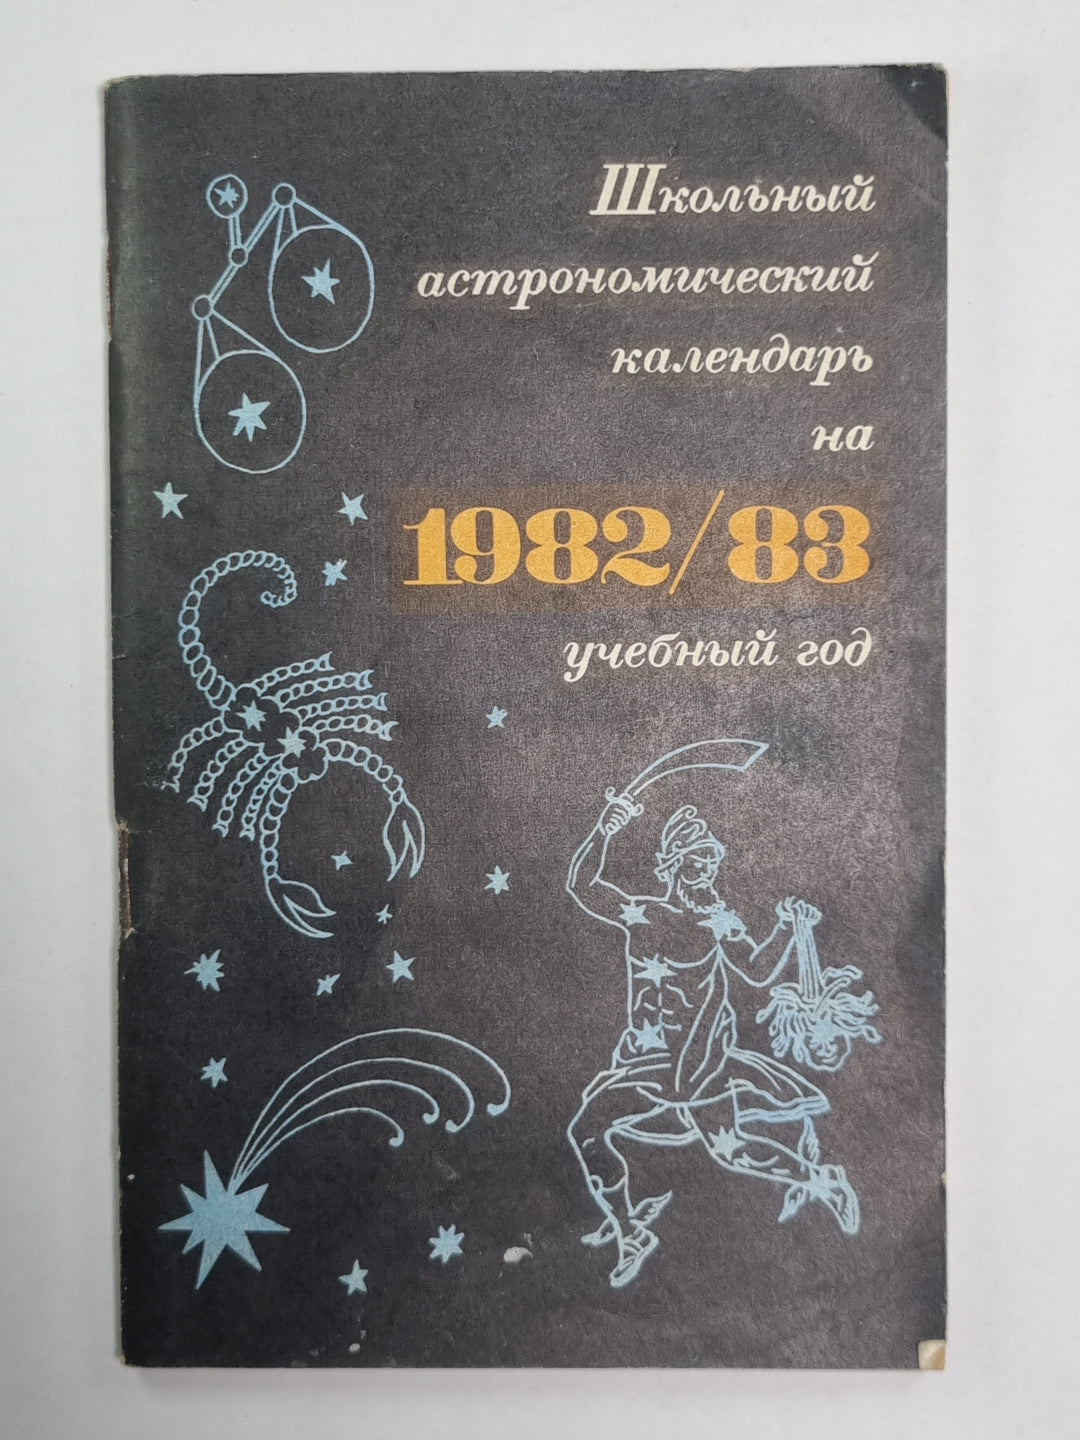 Школьный
астрономический
календарь
на
1982/83
учебный год